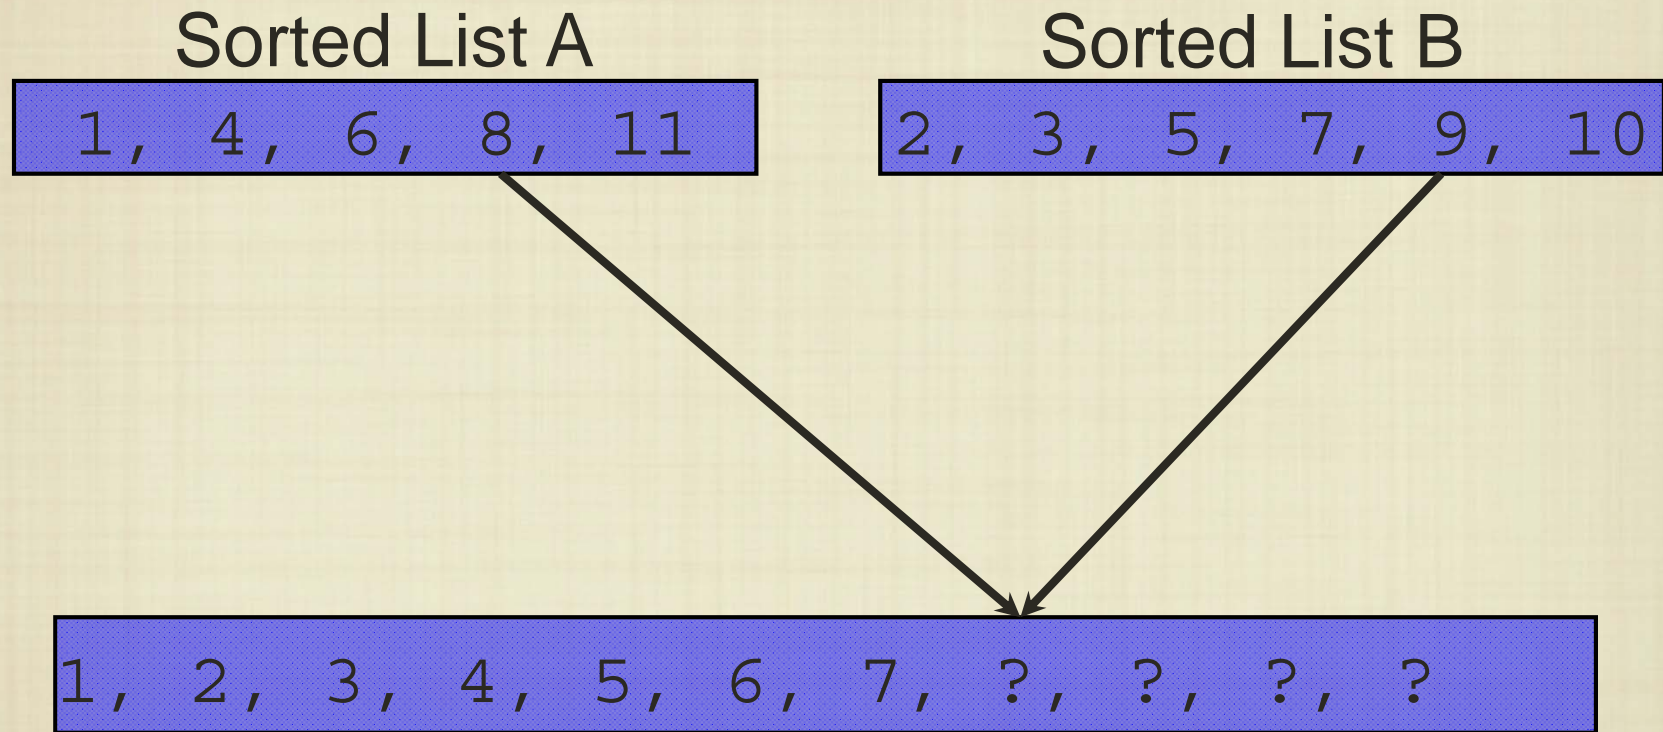 Sorted List A
Sorted List B
1, 4, 6, 8, 11
2, 3, 5, 7, 9, 10
1, 2, 3, 4, 5, 6, 7, ?, ?, ?, ?